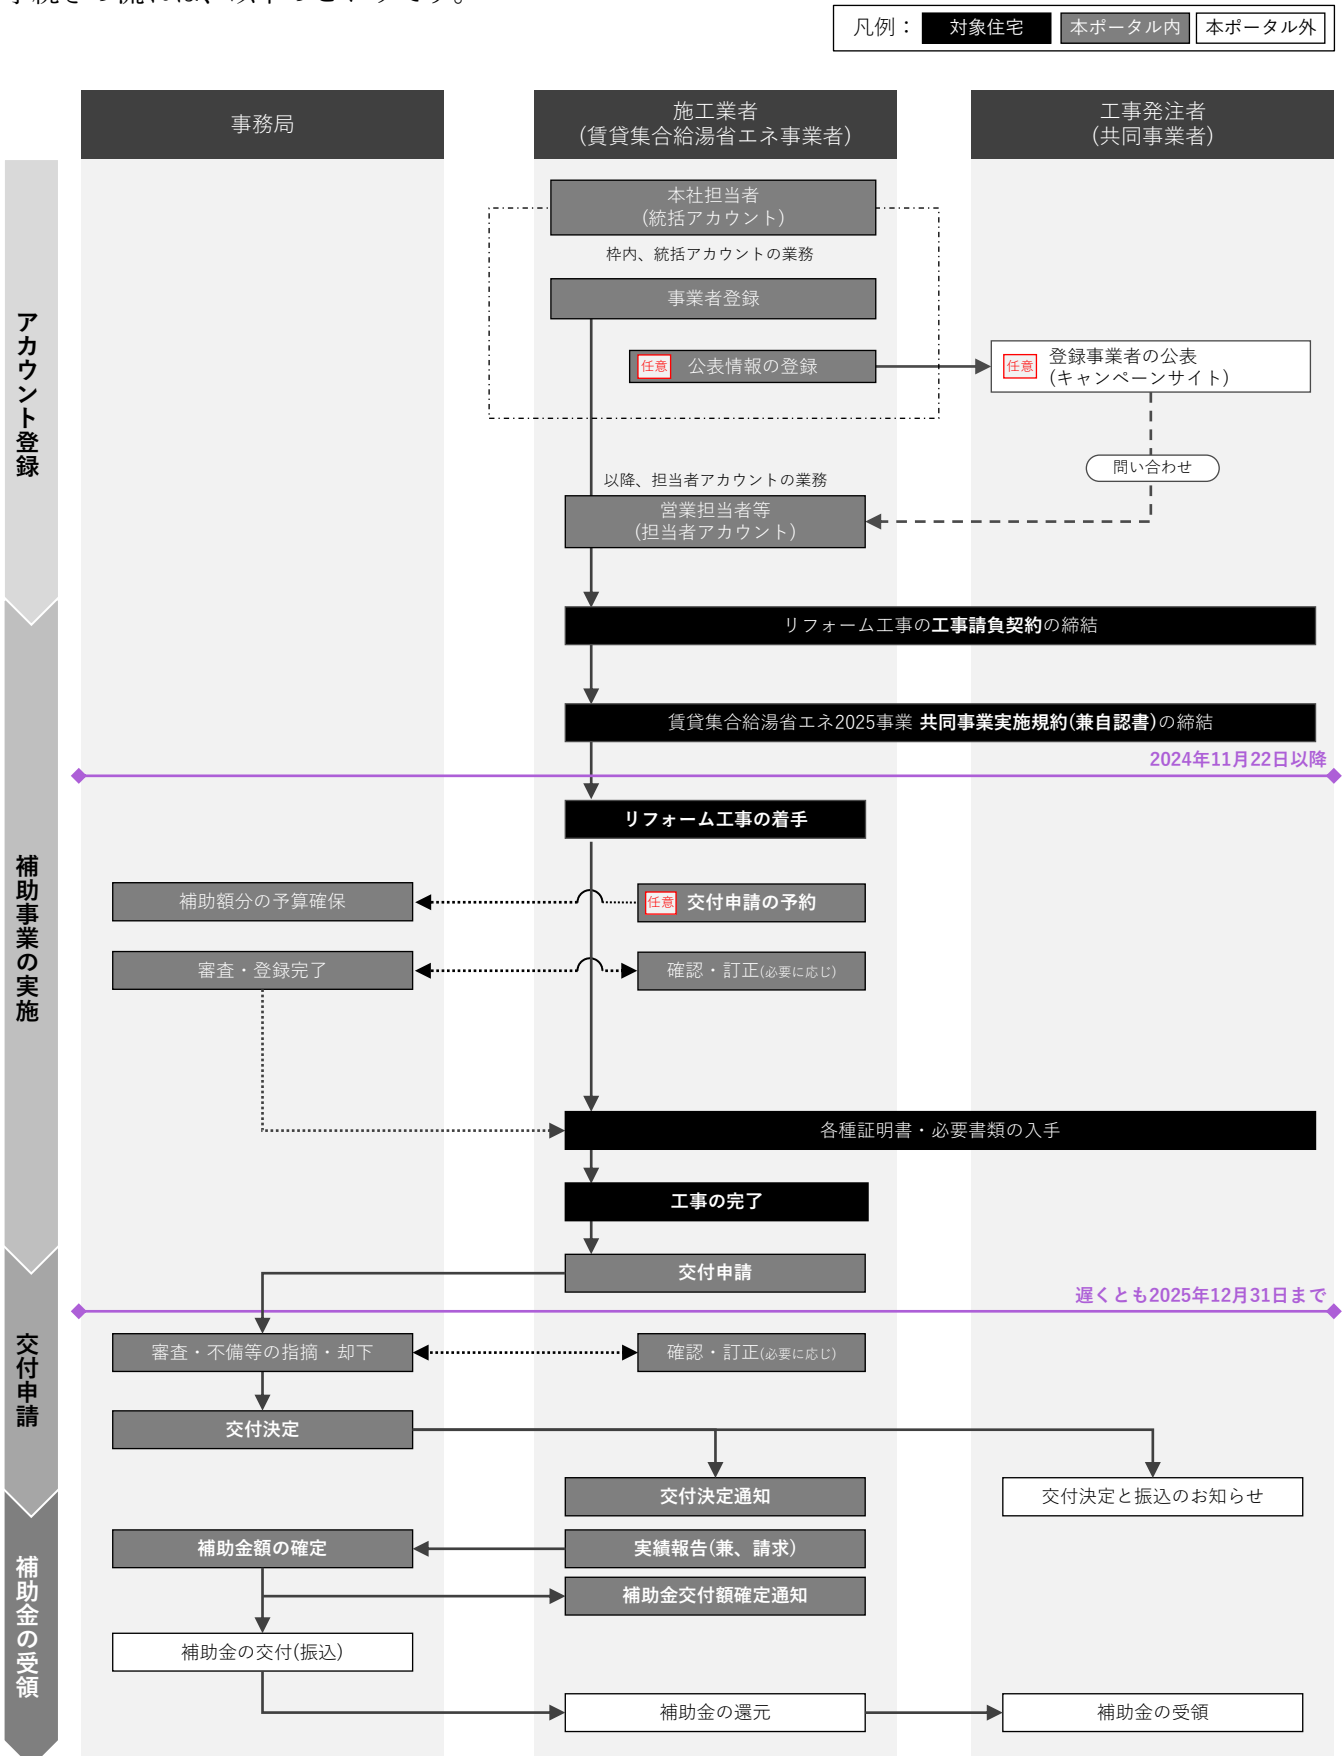 手続きの流れは、以下のとおりです。
凡例： 対象住宅 本ポータル内 本ポータル外
事務局
施工業者
(賃貸集合給湯省エネ事業者)
工事発注者
(共同事業者)
アカウント登録
本社担当者
(統括アカウント)
枠内、統括アカウントの業務
事業者登録
任意 公表情報の登録
任意 登録事業者の公表
(キャンペーンサイト)
問い合わせ
以降、担当者アカウントの業務
営業担当者等
(担当者アカウント)
補助事業の実施
リフォーム工事の工事請負契約の締結
賃貸集合給湯省エネ2025事業 共同事業実施規約(兼自認書)の締結
2024年11月22日以降
リフォーム工事の着手
補助額分の予算確保
任意 交付申請の予約
審査・登録完了
確認・訂正(必要に応じ)
各種証明書・必要書類の入手
工事の完了
交付申請
交付申請
遅くとも2025年12月31日まで
審査・不備等の指摘・却下
確認・訂正(必要に応じ)
交付決定
交付決定通知
交付決定と振込のお知らせ
補助金の受領
補助金額の確定
実績報告(兼、請求)
補助金交付額確定通知
補助金の交付(振込)
補助金の還元
補助金の受領